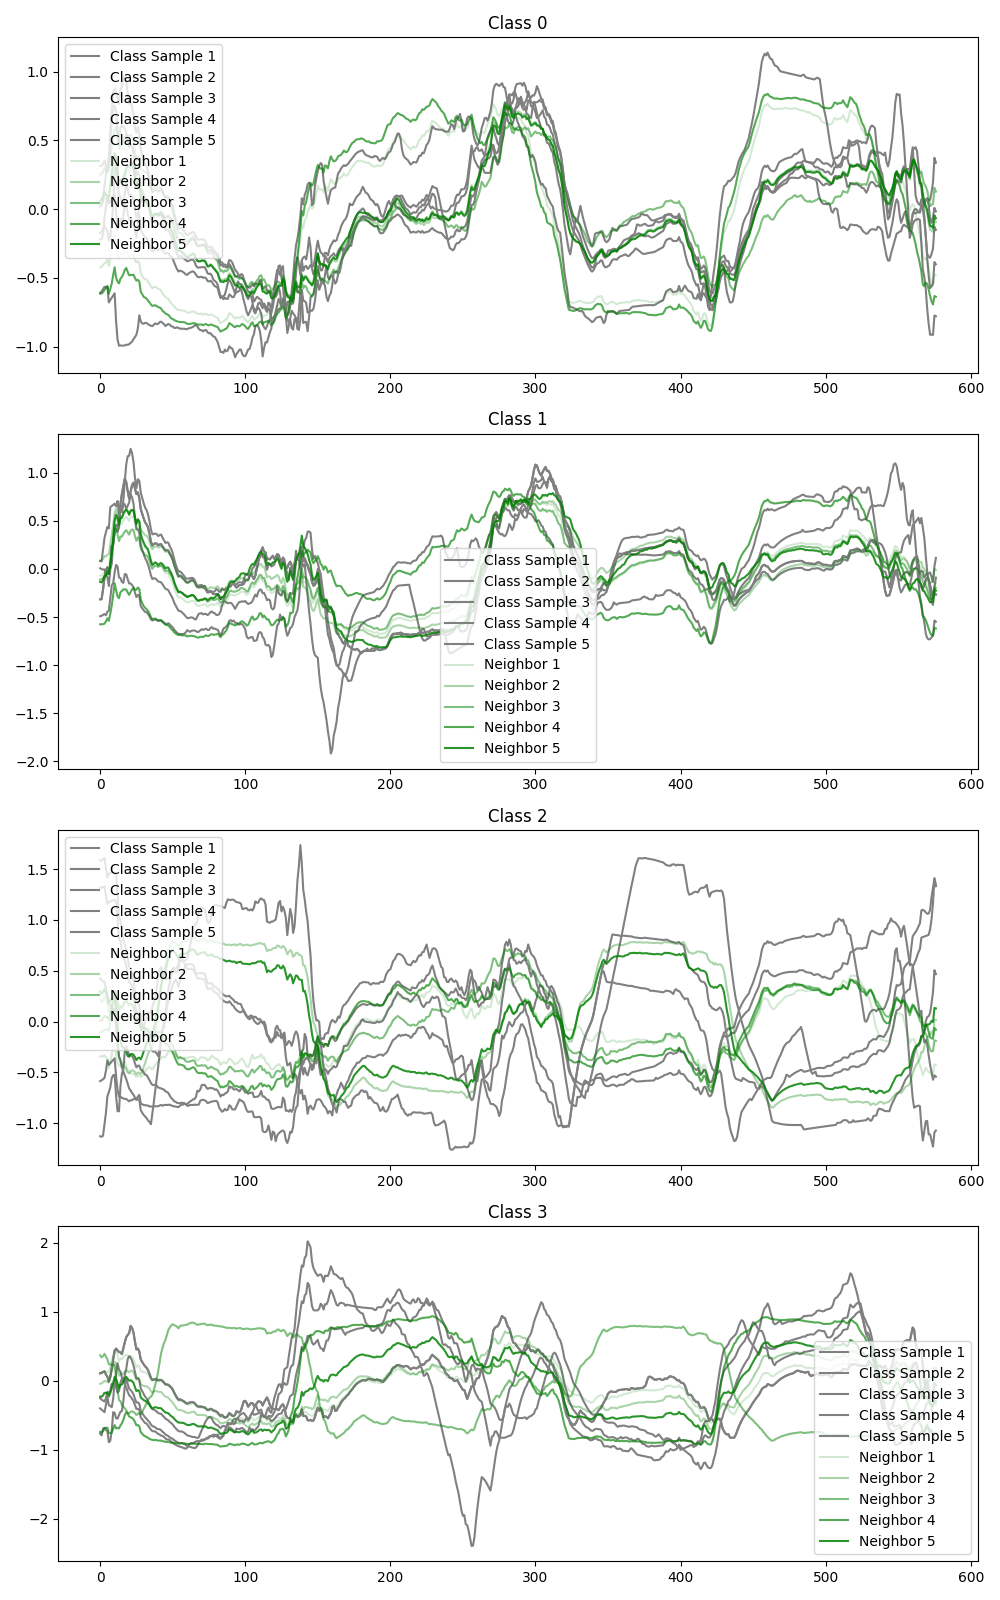 Class 0
1.0
0.5
0.0
−0.5
−1.0
Class Sample 1
Class Sample 2
Class Sample 3
Class Sample 4
Class Sample 5
Neighbor 1
Neighbor 2
Neighbor 3
Neighbor 4
Neighbor 5
0 100 200 300 400 500 600
Class 1
1.0
0.5
0.0
−0.5
−1.0
−1.5
−2.0
Class Sample 1
Class Sample 2
Class Sample 3
Class Sample 4
Class Sample 5
Neighbor 1
Neighbor 2
Neighbor 3
Neighbor 4
Neighbor 5
0 100 200 300 400 500 600
Class 2
1.5
1.0
0.5
0.0
−0.5
−1.0
Class Sample 1
Class Sample 2
Class Sample 3
Class Sample 4
Class Sample 5
Neighbor 1
Neighbor 2
Neighbor 3
Neighbor 4
Neighbor 5
0 100 200 300 400 500 600
Class 3
2
1
0
−1
−2
Class Sample 1
Class Sample 2
Class Sample 3
Class Sample 4
Class Sample 5
Neighbor 1
Neighbor 2
Neighbor 3
Neighbor 4
Neighbor 5
0 100 200 300 400 500 600